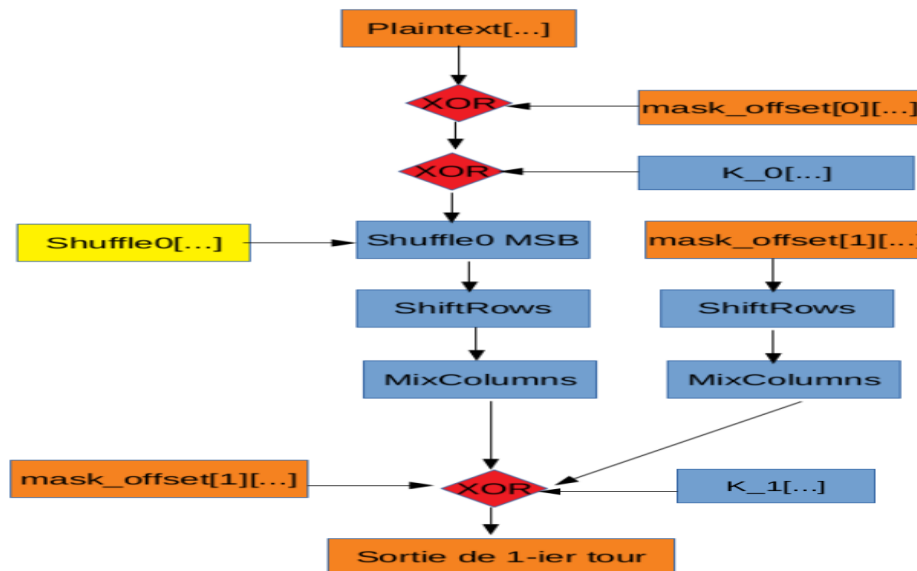 Plaintext[...]
XOR
mask_offset[0][...]
XOR
K_0[...]
Shuffle0[...]
Shuffle0 MSB
mask_offset[1][...]
ShiftRows
ShiftRows
MixColumns
MixColumns
mask_offset[1][...]
XOR
K_1[...]
Sortie de 1-ier tour